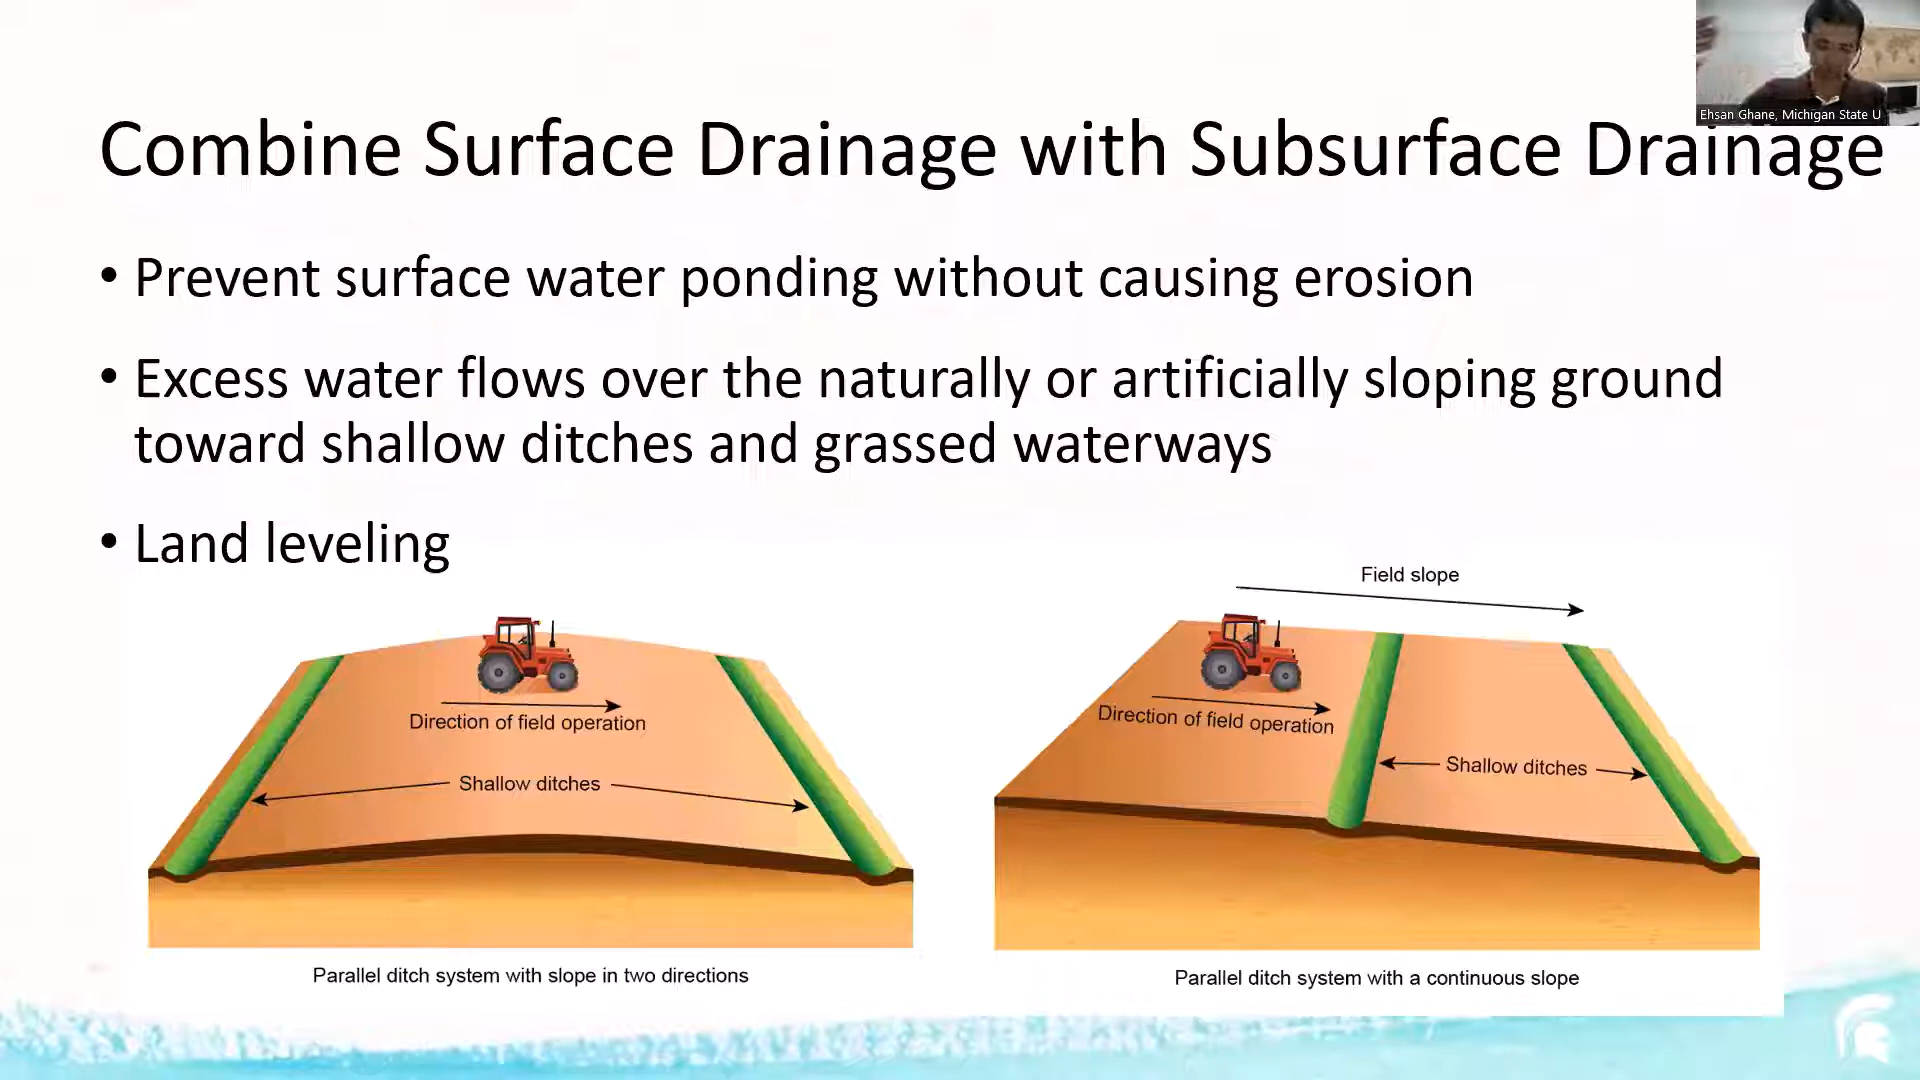 Ehsan Ghane, Michigan State U
Combine Surface Drainage with Subsurface Drainage
• Prevent surface water ponding without causing erosion
• Excess water flows over the naturally or artificially sloping ground
toward shallow ditches and grassed waterways
• Land leveling
Direction of field operation
Shallow ditches
Parallel ditch system with slope in two directions
Field slope
Direction of field operation
Shallow ditches
Parallel ditch system with a continuous slope